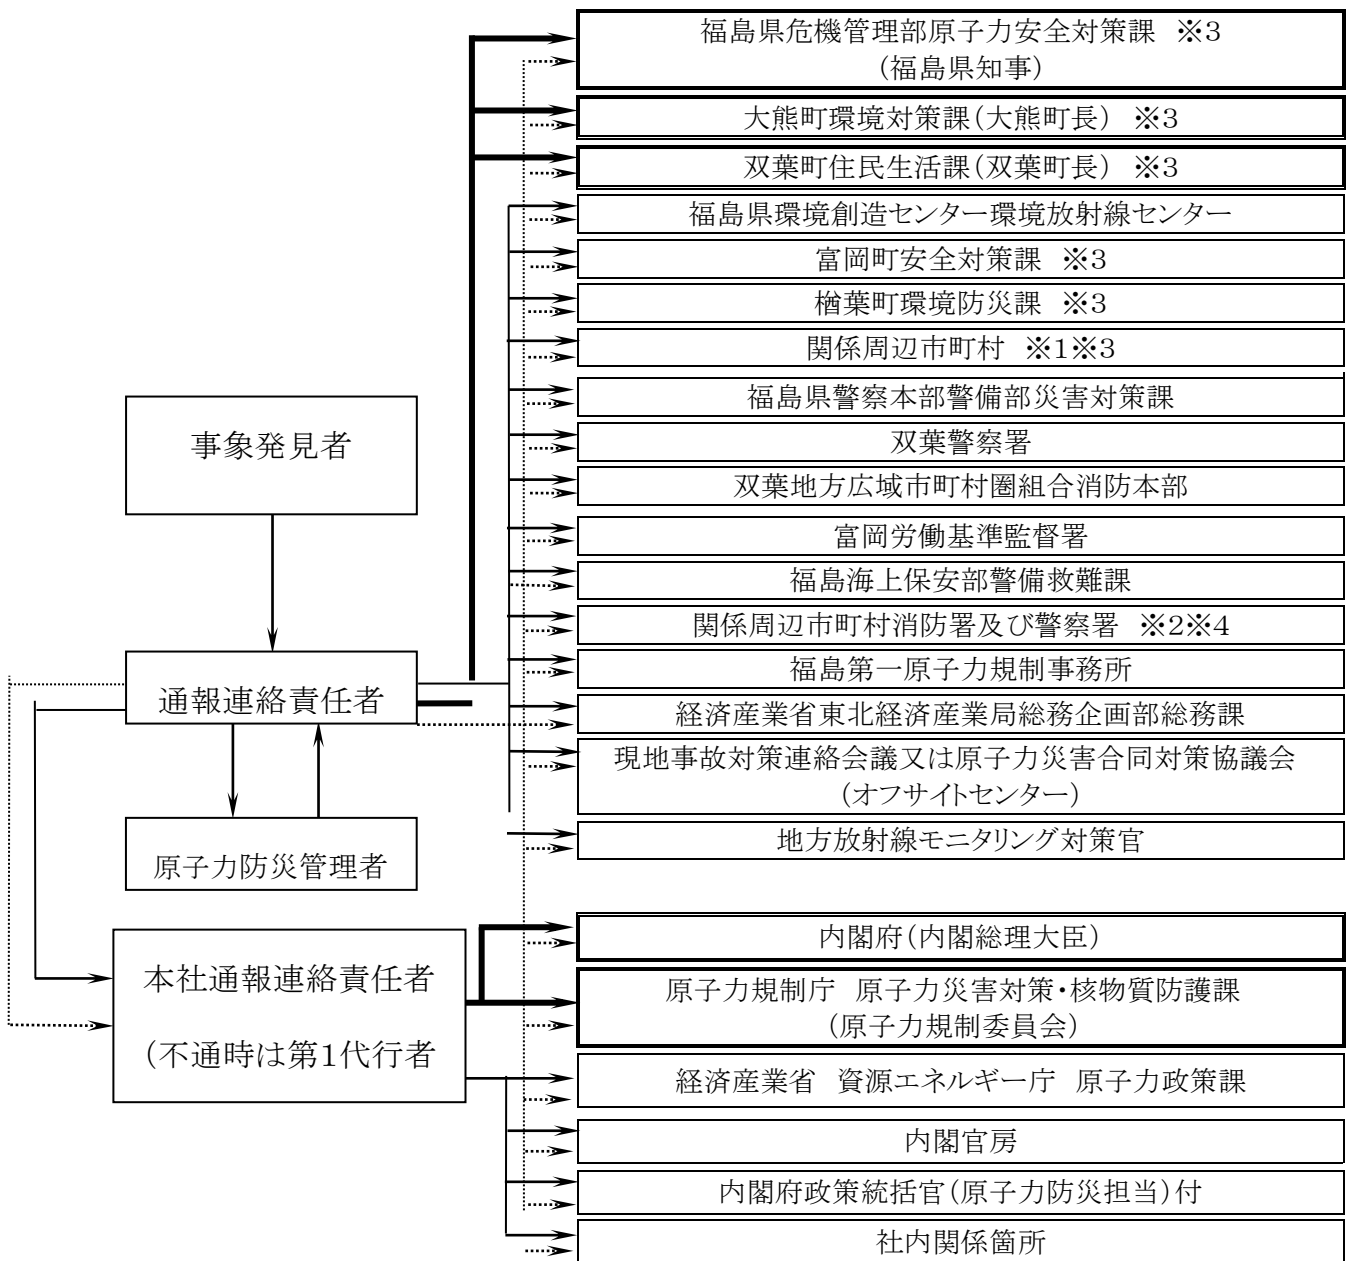 福島県危機管理部原子力安全対策課 ※3
(福島県知事)
大熊町環境対策課(大熊町長) ※3
双葉町住民生活課(双葉町長) ※3
福島県環境創造センター環境放射線センター
富岡町安全対策課 ※3
楢葉町環境防災課 ※3
関係周辺市町村 ※1※3
福島県警察本部警備部災害対策課
双葉警察署
双葉地方広域市町村圏組合消防本部
富岡労働基準監督署
福島海上保安部警備救難課
関係周辺市町村消防署及び警察署 ※2※4
福島第一原子力規制事務所
経済産業省東北経済産業局総務企画部総務課
現地事故対策連絡会議又は原子力災害合同対策協議会
(オフサイトセンター)
地方放射線モニタリング対策官
事象発見者
通報連絡責任者
原子力防災管理者
本社通報連絡責任者
(不通時は第1代行者
内閣府(内閣総理大臣)
原子力規制庁 原子力災害対策・核物質防護課
(原子力規制委員会)
経済産業省 資源エネルギー庁 原子力政策課
内閣官房
内閣府政策統括官(原子力防災担当)付
社内関係箇所